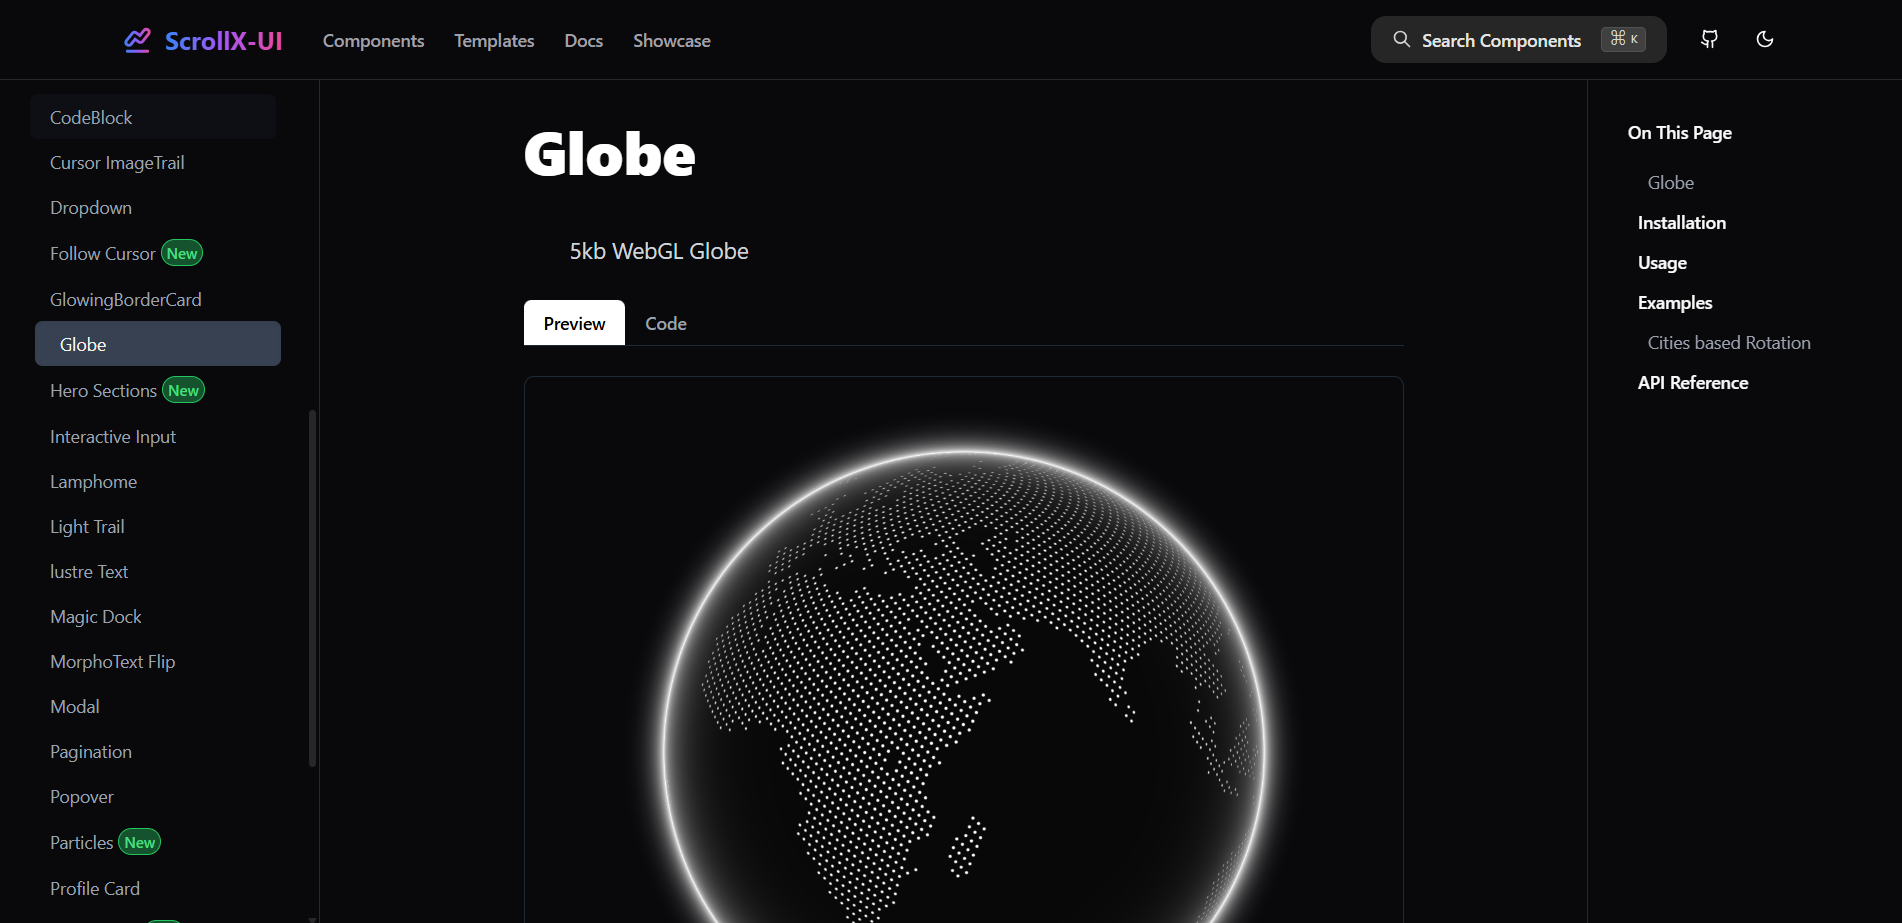 ScrollX-UI
Components
Templates
Docs
Showcase
Search Components
⌘ K
CodeBlock
Cursor ImageTrail
Dropdown
Follow Cursor New
GlowingBorderCard
Globe
Hero Sections New
Interactive Input
Lamphome
Light Trail
lustre Text
Magic Dock
MorphoText Flip
Modal
Pagination
Popover
Particles New
Profile Card
Globe
5kb WebGL Globe
Preview
Code
On This Page
Globe
Installation
Usage
Examples
Cities based Rotation
API Reference